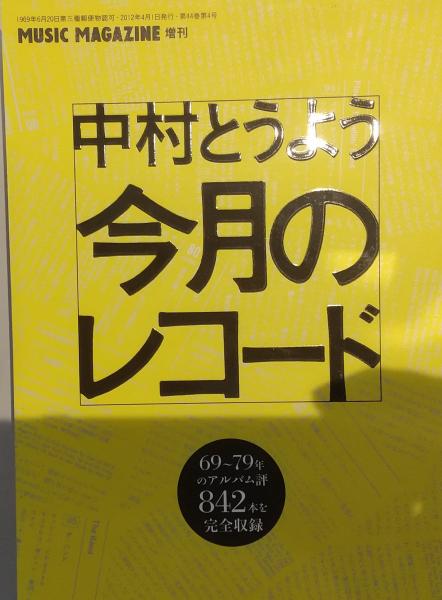 1969年6月20日第三種郵便物認可・2012年4月1日発行・第44巻第4号
MUSIC MAGAZINE 増刊
中村とうよう
今月の
レコード
69~79年
のアルバム評
842本を
完全収録